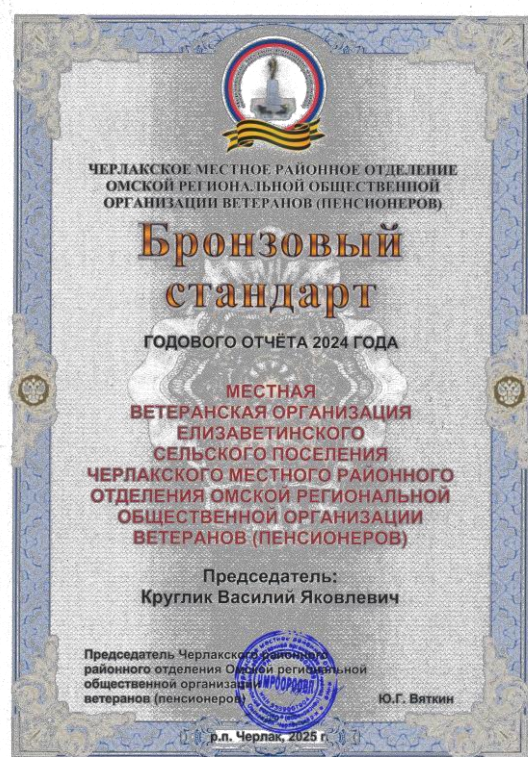 ЧЕРЛАКСКОЕ МЕСТНОЕ РАЙОННОЕ ОТДЕЛЕНИЕ
ОМСКОЙ РЕГИОНАЛЬНОЙ ОБЩЕСТВЕННОЙ
ОРГАНИЗАЦИИ ВЕТЕРАНОВ (ПЕНСИОНЕРОВ)
Бронзовый
стандарт
ГОДОВОГО ОТЧЁТА 2024 ГОДА
МЕСТНАЯ
ВЕТЕРАНСКАЯ ОРГАНИЗАЦИЯ
ЕЛИЗАВЕТИНСКОГО
СЕЛЬСКОГО ПОСЕЛЕНИЯ
ЧЕРЛАКСКОГО МЕСТНОГО РАЙОННОГО
ОТДЕЛЕНИЯ ОМСКОЙ РЕГИОНАЛЬНОЙ
ОБЩЕСТВЕННОЙ ОРГАНИЗАЦИИ
ВЕТЕРАНОВ (ПЕНСИОНЕРОВ)
Председатель:
Круглик Василий Яковлевич
Председатель Черлакского районного
районного отделения Омской региональной
общественной организации
ветеранов (пенсионеров)
Ю.Г. Вяткин
р.п. Черлак, 2025 г.